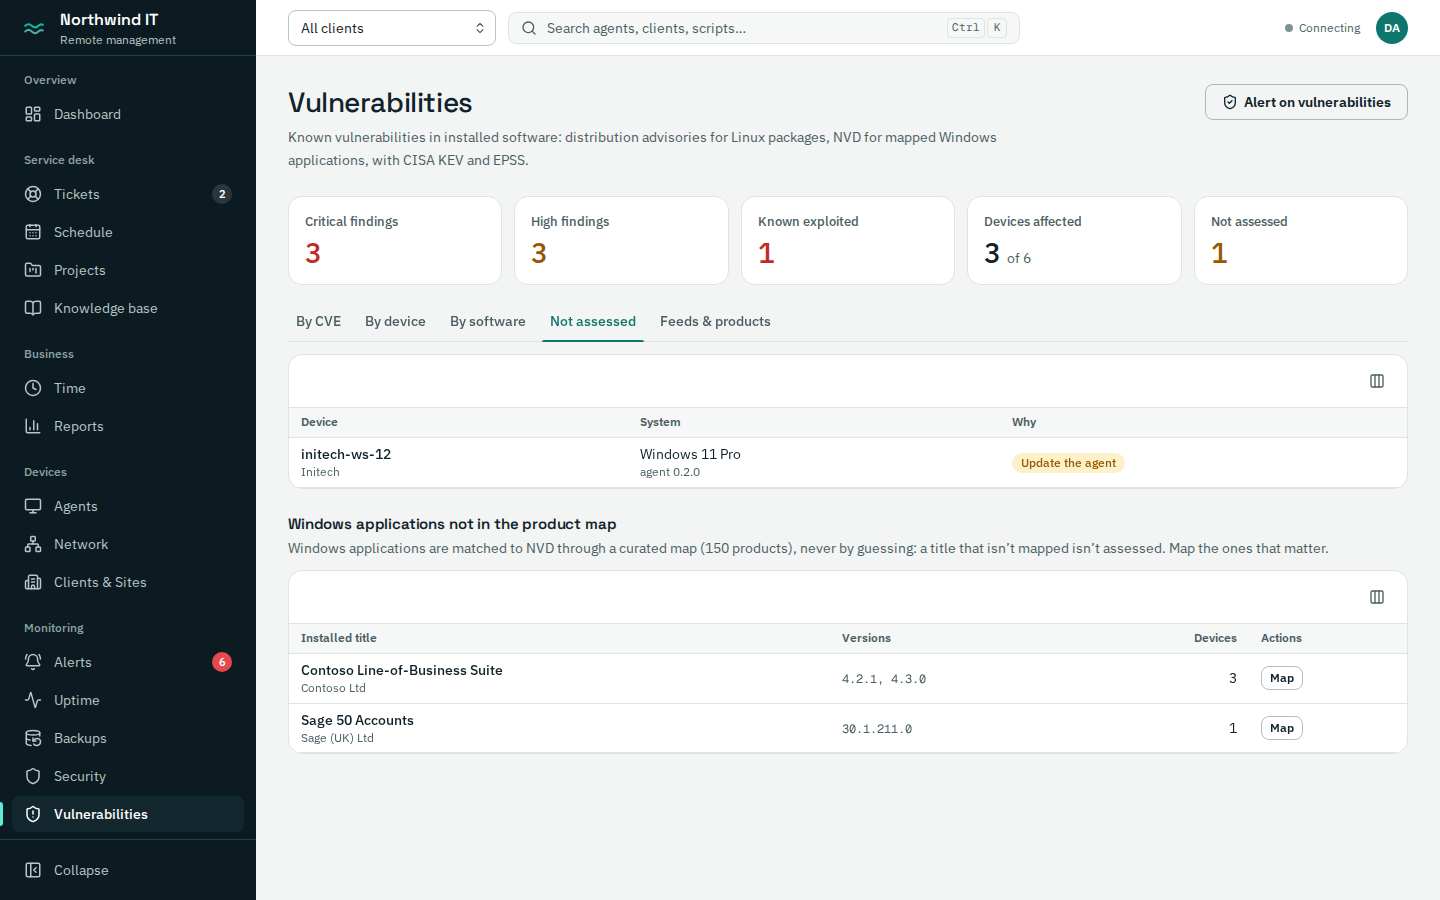 Northwind IT
Remote management
All clients
Search agents, clients, scripts...
Ctrl K
Connecting
DA
Overview
Dashboard
Service desk
Tickets 2
Schedule
Projects
Knowledge base
Business
Time
Reports
Devices
Agents
Network
Clients & Sites
Monitoring
Alerts 6
Uptime
Backups
Security
Vulnerabilities
Collapse
Vulnerabilities
Alert on vulnerabilities
Known vulnerabilities in installed software: distribution advisories for Linux packages, NVD for mapped Windows
applications, with CISA KEV and EPSS.
Critical findings
3
High findings
3
Known exploited
1
Devices affected
3 of 6
Not assessed
1
By CVE By device By software Not assessed Feeds & products
Device System Why
initech-ws-12 Windows 11 Pro Update the agent
Initech agent 0.2.0
Windows applications not in the product map
Windows applications are matched to NVD through a curated map (150 products), never by guessing: a title that isn’t mapped isn’t assessed. Map the ones that matter.
Installed title Versions Devices Actions
Contoso Line-of-Business Suite 4.2.1, 4.3.0 3 Map
Contoso Ltd
Sage 50 Accounts 30.1.211.0 1 Map
Sage (UK) Ltd